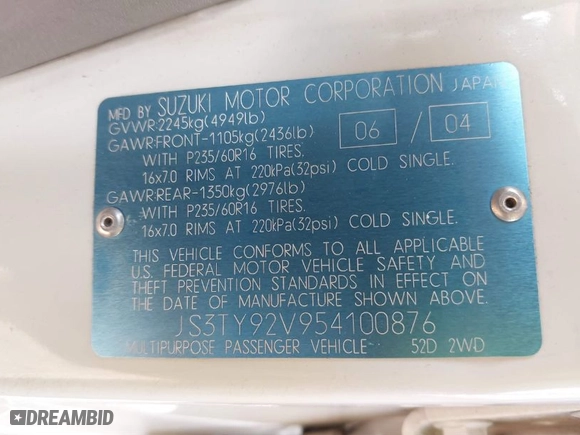 MFD BY SUZUKI MOTOR CORPORATION JAPAN
GVWR-2245kg(4949lb)
GAWR-FRONT-1105kg(2436lb) 06 / 04
WITH P235/60R16 TIRES.
16x7.0 RIMS AT 220kPa(32psi) COLD SINGLE.
GAWR-REAR-1350kg(2976lb)
WITH P235/60R16 TIRES.
16x7.0 RIMS AT 220kPa(32psi) COLD SINGLE.
THIS VEHICLE CONFORMS TO ALL APPLICABLE
U.S. FEDERAL MOTOR VEHICLE SAFETY AND
THEFT PREVENTION STANDARDS IN EFFECT ON
THE DATE OF MANUFACTURE SHOWN ABOVE.
JS3TY92V954100876
MULTIPURPOSE PASSENGER VEHICLE 52D 2WD
DREAMBID